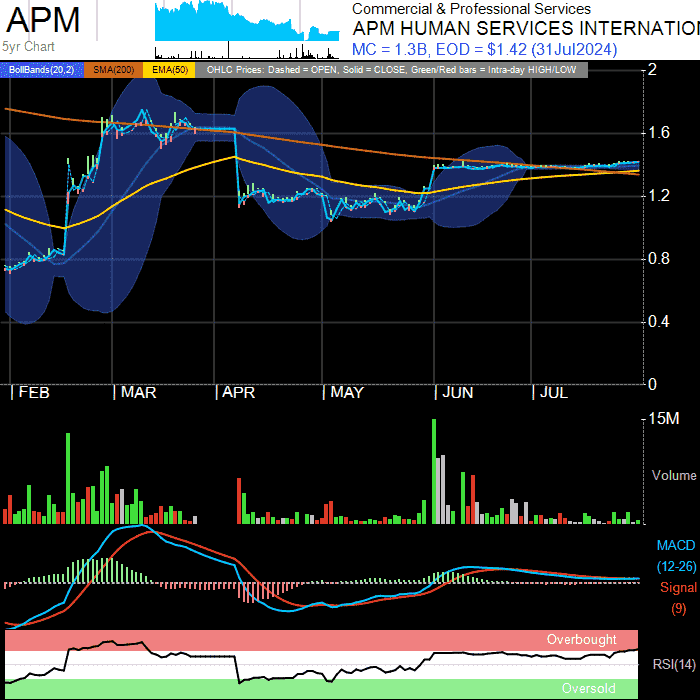 APM
5yr Chart
Commercial & Professional Services
APM HUMAN SERVICES INTERNATION
MC = 1.3B, EOD = $1.42 (31Jul2024)
BollBands(20,2) SMA(200) EMA(50) OHLC Prices: Dashed = OPEN, Solid = CLOSE, Green/Red bars = Intra-day HIGH/LOW
2
1.6
1.2
0.8
0.4
0
FEB MAR APR MAY JUN JUL
15M
Volume
MACD
(12-26)
Signal
(9)
Overbought
RSI(14)
Oversold